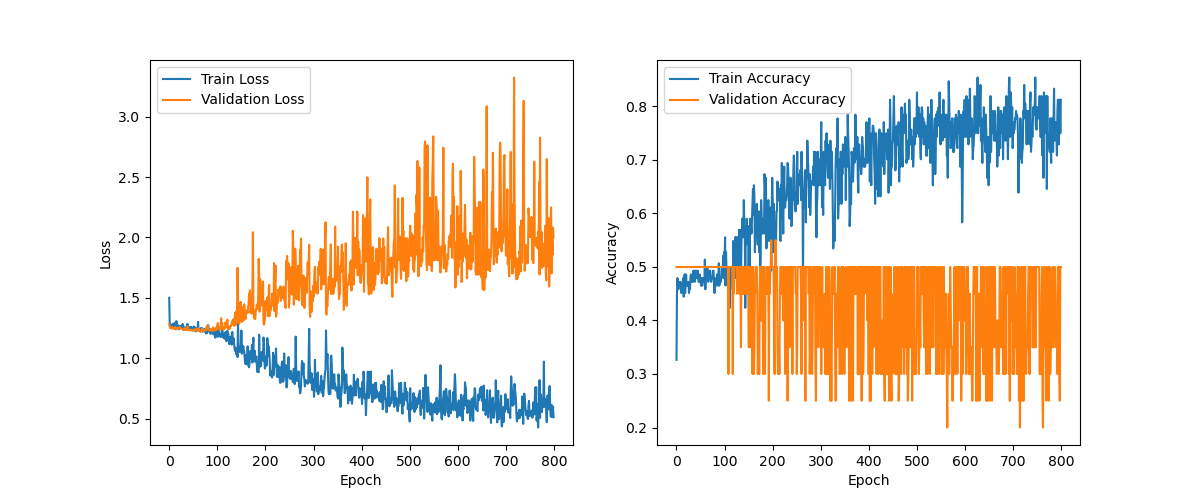 Train Loss
Validation Loss
Loss
3.0
2.5
2.0
1.5
1.0
0.5
0 100 200 300 400 500 600 700 800
Epoch
Train Accuracy
Validation Accuracy
Accuracy
0.8
0.7
0.6
0.5
0.4
0.3
0.2
0 100 200 300 400 500 600 700 800
Epoch